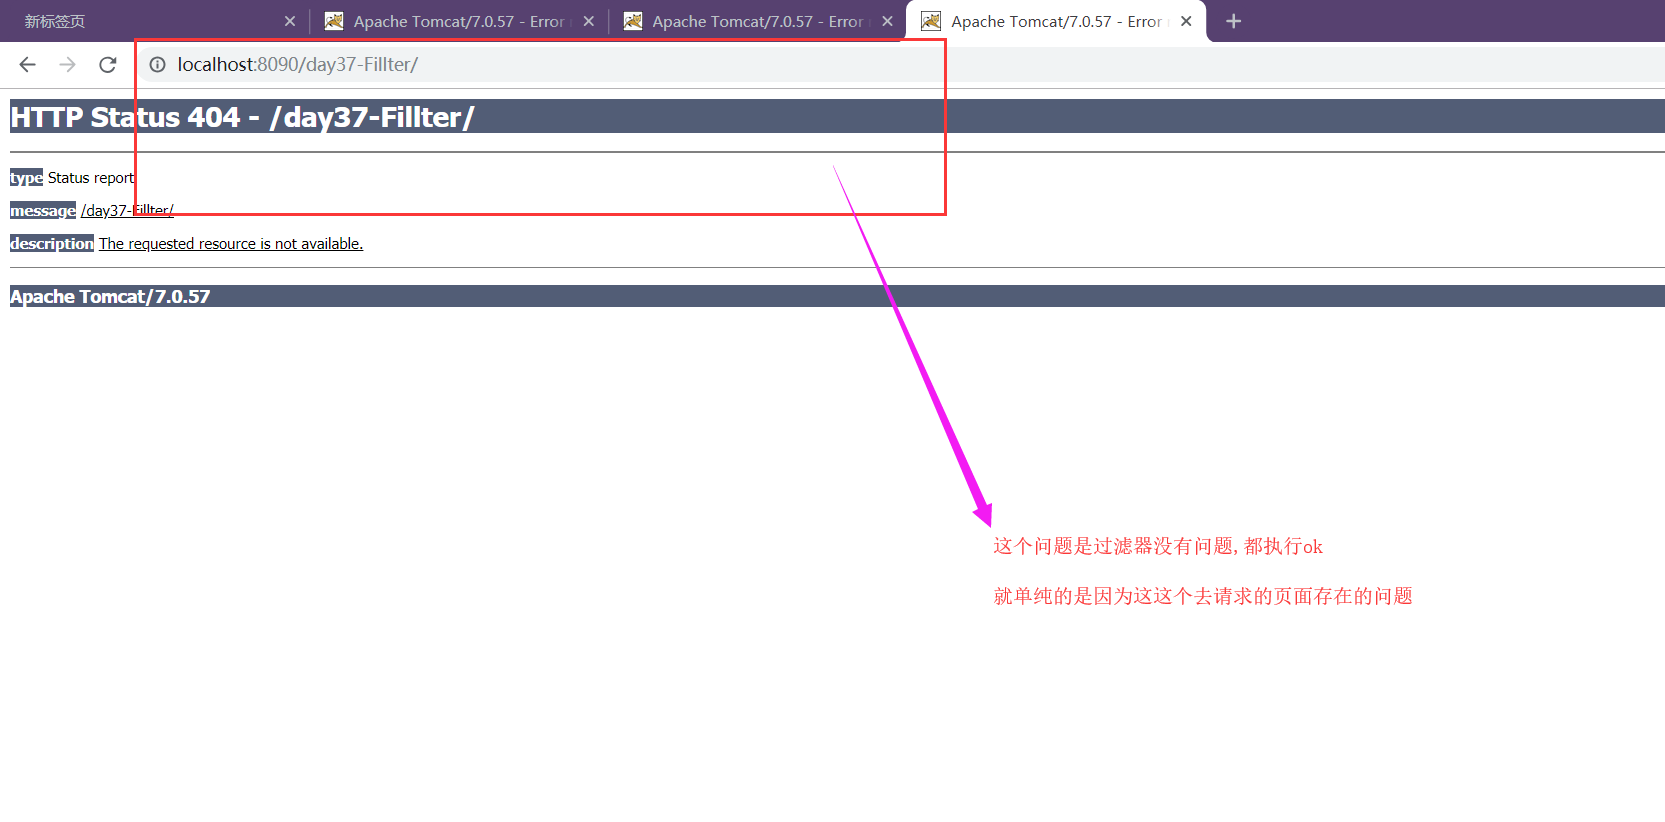 新标签页
Apache Tomcat/7.0.57 - Error
Apache Tomcat/7.0.57 - Error
Apache Tomcat/7.0.57 - Error
localhost:8090/day37-Fillter/
HTTP Status 404 - /day37-Fillter/
type Status report
message /day37-Fillter/
description The requested resource is not available.
Apache Tomcat/7.0.57
这个问题是过滤器没有问题,都执行ok
就单纯的是因为这这个去请求的页面存在的问题